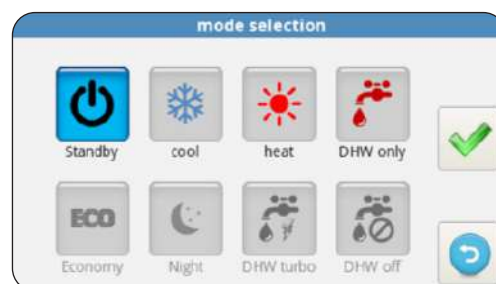 mode selection
Standby cool heat DHW only
ECO
Economy Night DHW turbo DHW off